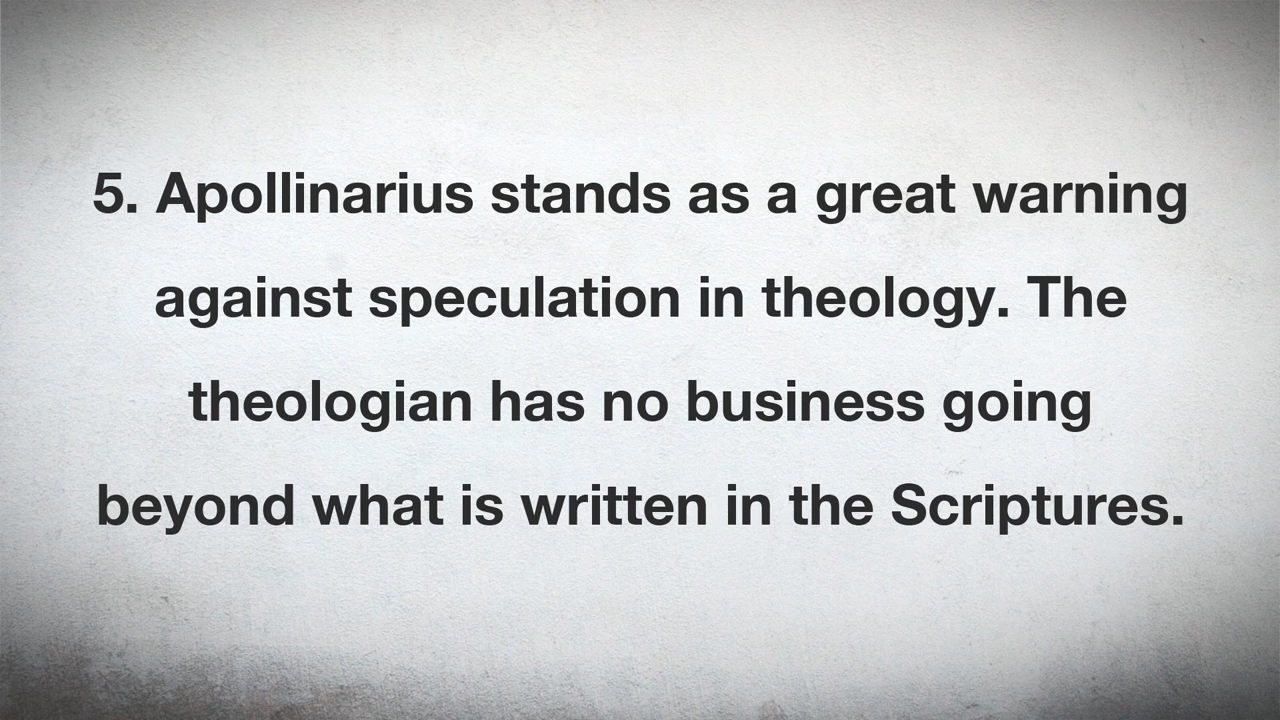 5. Apollinarius stands as a great warning
against speculation in theology. The
theologian has no business going
beyond what is written in the Scriptures.